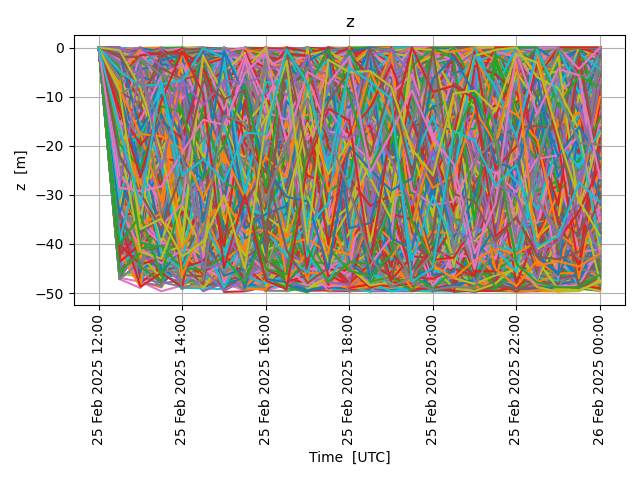 z
0
−10
−20
−30
−40
−50
z [m]
25 Feb 2025 12:00
25 Feb 2025 14:00
25 Feb 2025 16:00
25 Feb 2025 18:00
25 Feb 2025 20:00
25 Feb 2025 22:00
26 Feb 2025 00:00
Time [UTC]